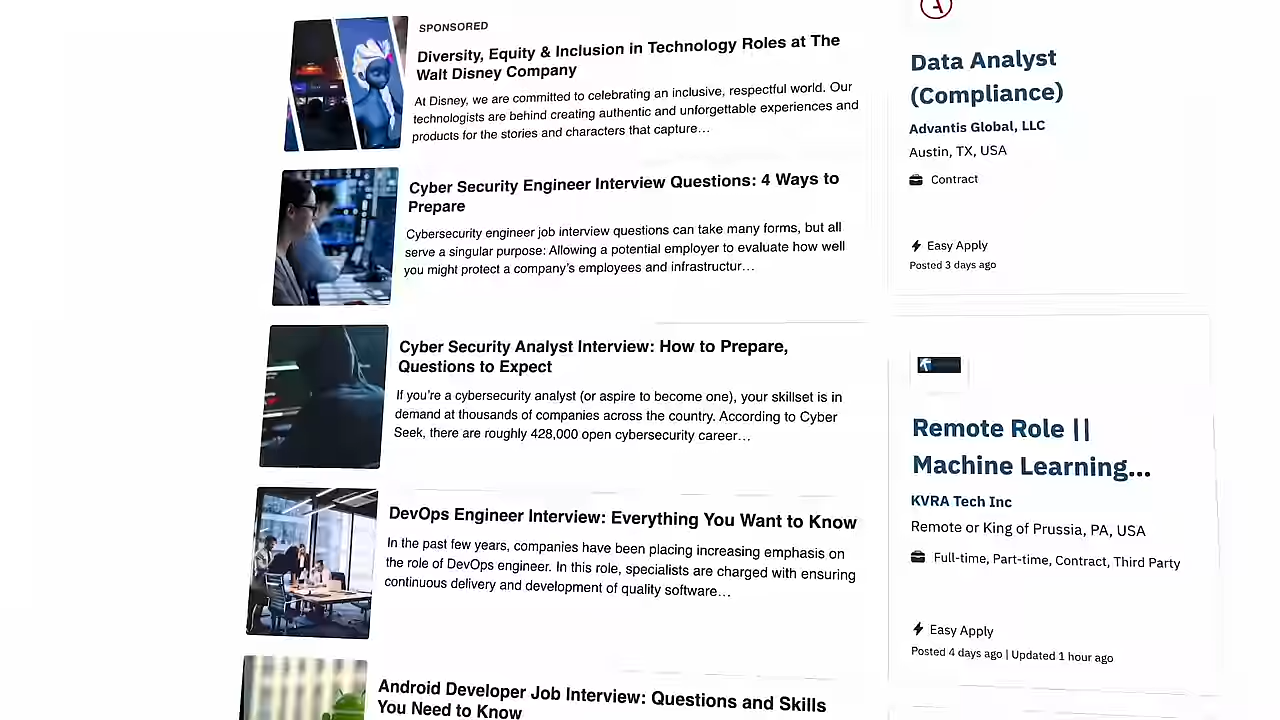 SPONSORED
Diversity, Equity & Inclusion in Technology Roles at The
Walt Disney Company
At Disney, we are committed to celebrating an inclusive, respectful world. Our
technologists are behind creating authentic and unforgettable experiences and
products for the stories and characters that capture…
Cyber Security Engineer Interview Questions: 4 Ways to
Prepare
Cybersecurity engineer job interview questions can take many forms, but all
serve a singular purpose: Allowing a potential employer to evaluate how well
you might protect a company's employees and infrastructur…
Cyber Security Analyst Interview: How to Prepare,
Questions to Expect
If you're a cybersecurity analyst (or aspire to become one), your skillset is in
demand at thousands of companies across the country. According to Cyber
Seek, there are roughly 428,000 open cybersecurity career…
DevOps Engineer Interview: Everything You Want to Know
In the past few years, companies have been placing increasing emphasis on
the role of DevOps engineer. In this role, specialists are charged with ensuring
continuous delivery and development of quality software…
Android Developer Job Interview: Questions and Skills
You Need to Know
Data Analyst
(Compliance)
Advantis Global, LLC
Austin, TX, USA
Contract
Easy Apply
Posted 3 days ago
Remote Role ||
Machine Learning...
KVRA Tech Inc
Remote or King of Prussia, PA, USA
Full-time, Part-time, Contract, Third Party
Easy Apply
Posted 4 days ago | Updated 1 hour ago